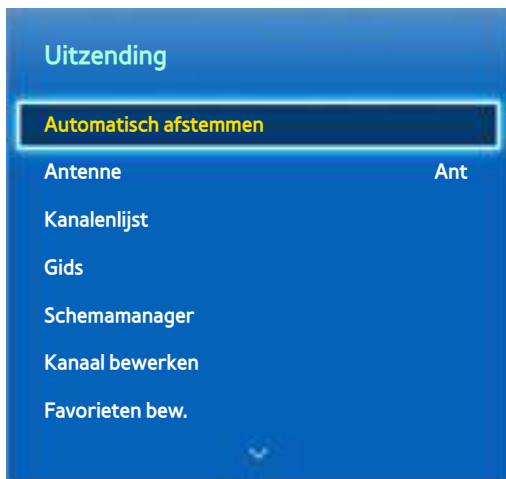 Uitzending
Automatisch afstemmen
Antenne Ant
Kanalenlijst
Gids
Schemamanager
Kanaal bewerken
Favorieten bew.